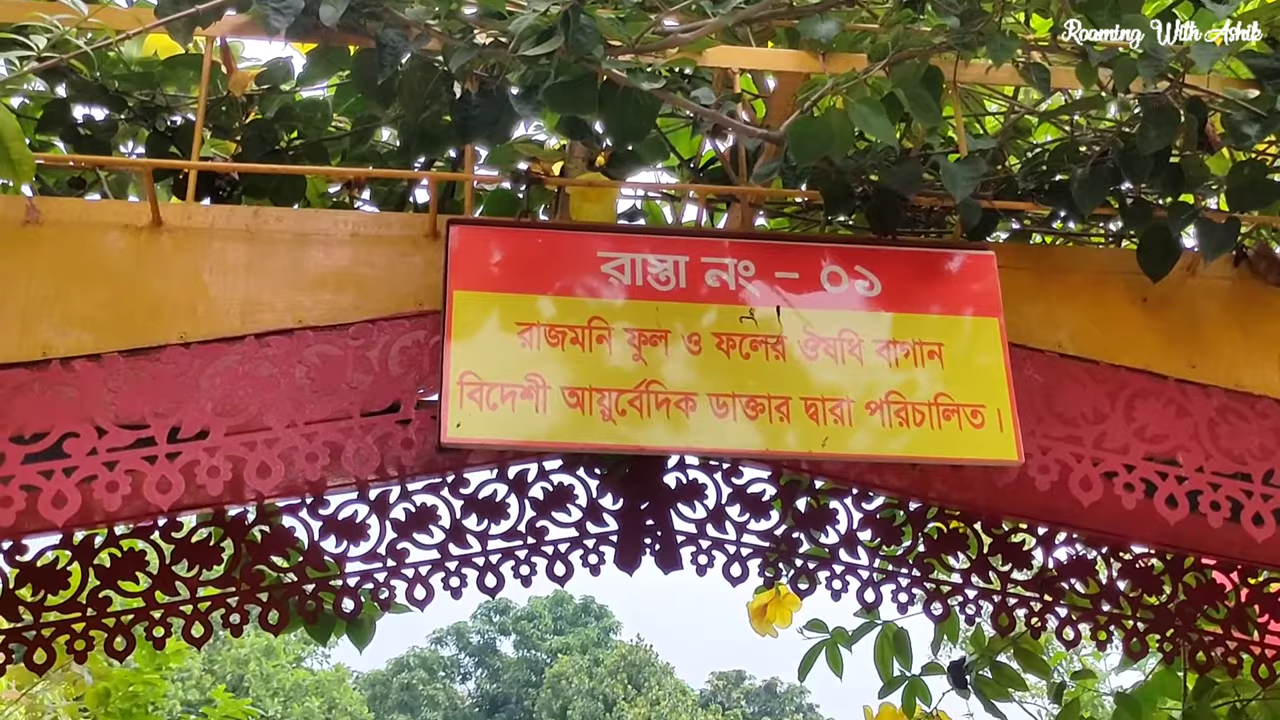 Roaming With Ashik
রাস্তা নং - ০১
রাজমনি ফুল ও ফলের ঔষধি বাগান
বিদেশী আয়ুর্বেদিক ডাক্তার দ্বারা পরিচালিত।